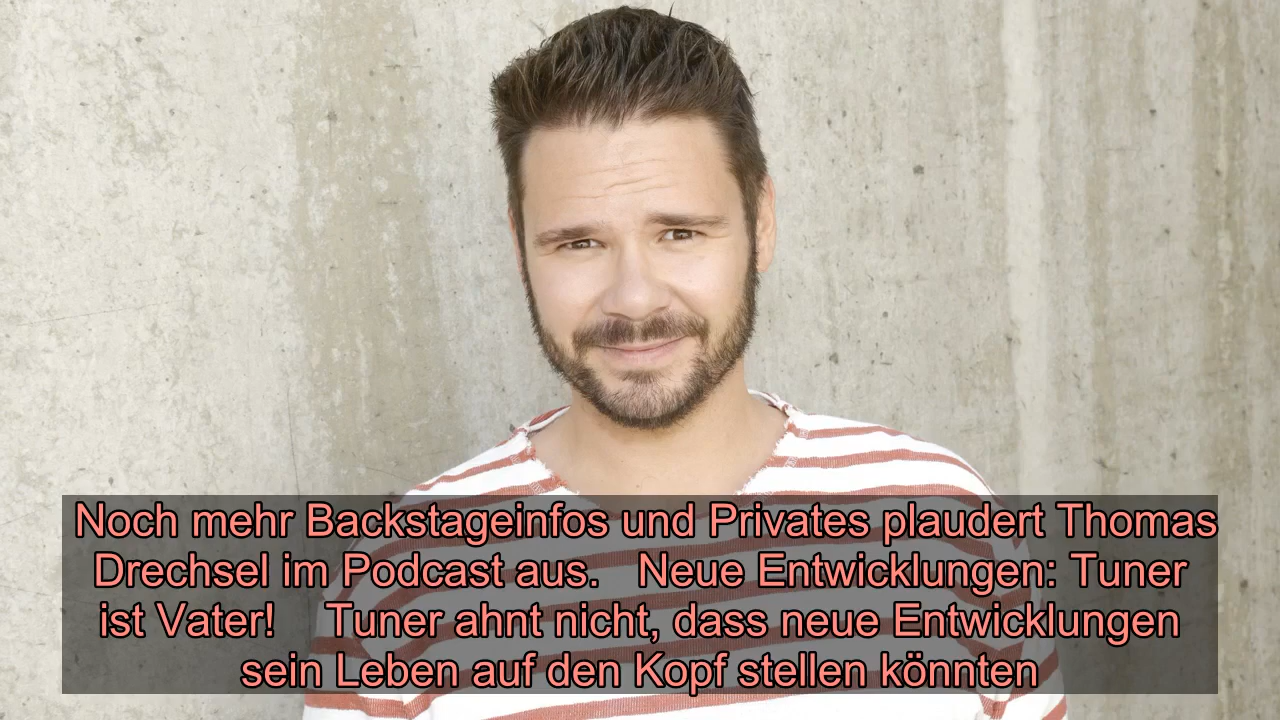 Noch mehr Backstageinfos und Privates plaudert Thomas
Drechsel im Podcast aus. Neue Entwicklungen: Tuner
ist Vater! Tuner ahnt nicht, dass neue Entwicklungen
sein Leben auf den Kopf stellen könnten